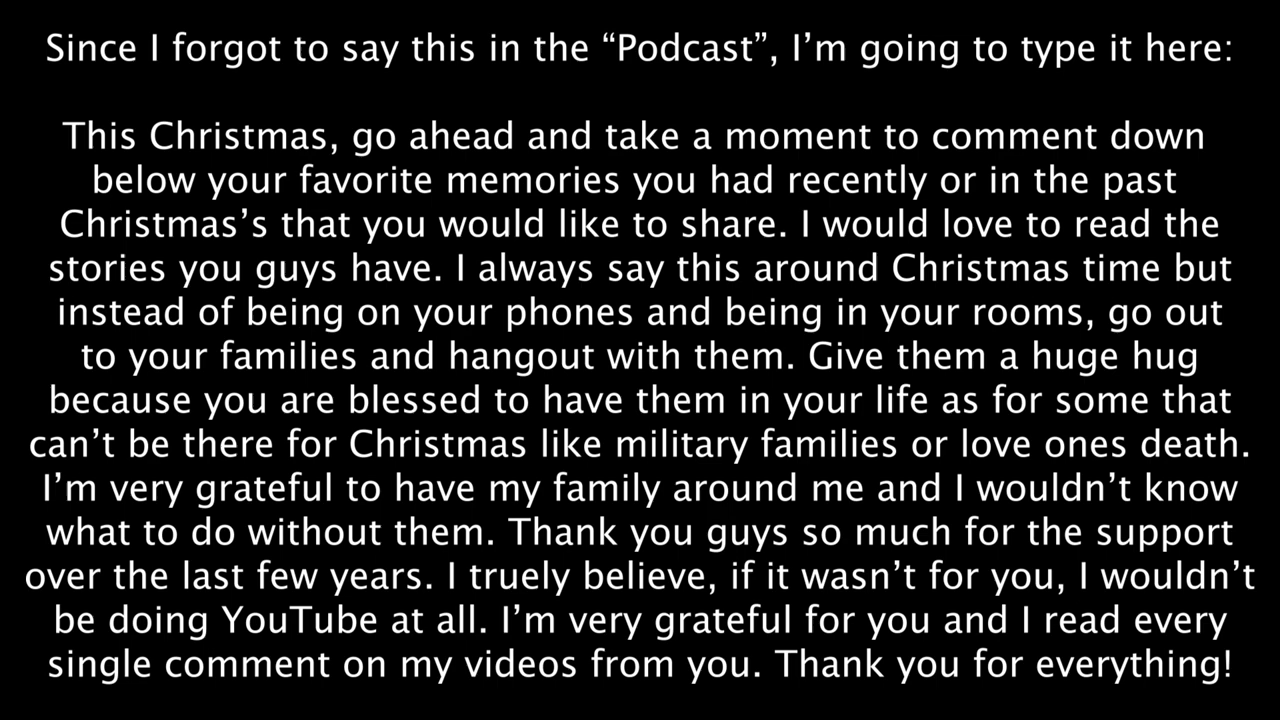 Since I forgot to say this in the “Podcast”, I’m going to type it here:
This Christmas, go ahead and take a moment to comment down
below your favorite memories you had recently or in the past
Christmas’s that you would like to share. I would love to read the
stories you guys have. I always say this around Christmas time but
instead of being on your phones and being in your rooms, go out
to your families and hangout with them. Give them a huge hug
because you are blessed to have them in your life as for some that
can’t be there for Christmas like military families or love ones death.
I’m very grateful to have my family around me and I wouldn’t know
what to do without them. Thank you guys so much for the support
over the last few years. I truely believe, if it wasn’t for you, I wouldn’t
be doing YouTube at all. I’m very grateful for you and I read every
single comment on my videos from you. Thank you for everything!